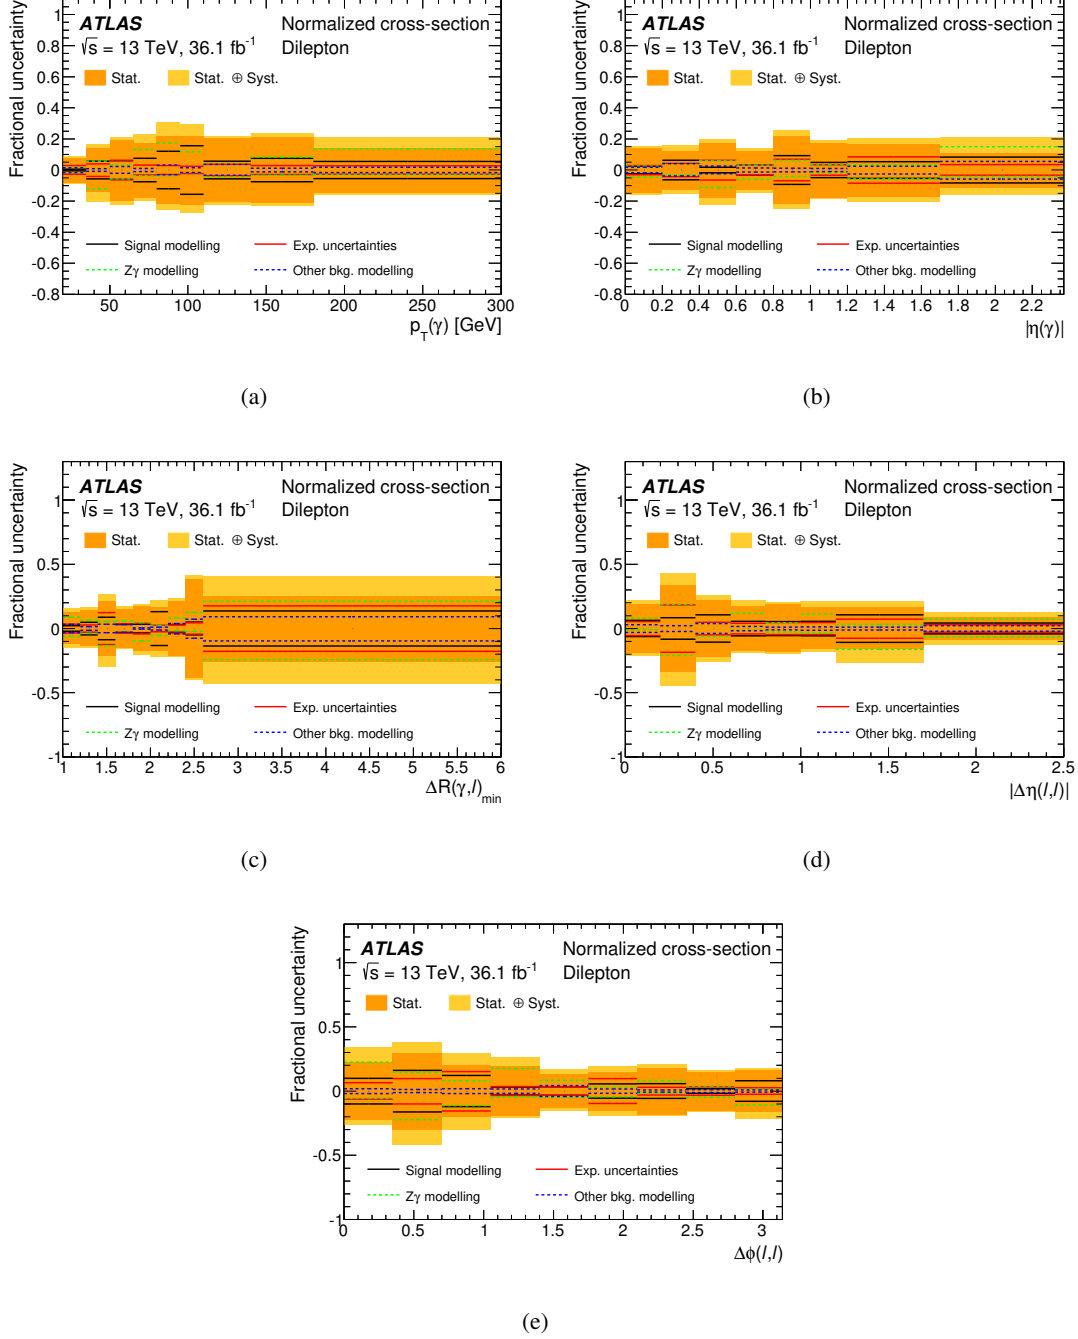 Fractional uncertainty
1
0.8
0.6
0.4
0.2
0
-0.2
-0.4
-0.6
-0.8
ATLAS Normalized cross-section
√s = 13 TeV, 36.1 fb⁻¹ Dilepton
Stat. Stat. ⊕ Syst.
Signal modelling Exp. uncertainties
Zγ modelling Other bkg. modelling
50 100 150 200 250 300
p_T(γ) [GeV]
(a)
Fractional uncertainty
1
0.8
0.6
0.4
0.2
0
-0.2
-0.4
-0.6
-0.8
ATLAS Normalized cross-section
√s = 13 TeV, 36.1 fb⁻¹ Dilepton
Stat. Stat. ⊕ Syst.
Signal modelling Exp. uncertainties
Zγ modelling Other bkg. modelling
0 0.2 0.4 0.6 0.8 1 1.2 1.4 1.6 1.8 2 2.2
|η(γ)|
(b)
Fractional uncertainty
1
0.5
0
-0.5
-1
ATLAS Normalized cross-section
√s = 13 TeV, 36.1 fb⁻¹ Dilepton
Stat. Stat. ⊕ Syst.
Signal modelling Exp. uncertainties
Zγ modelling Other bkg. modelling
1 1.5 2 2.5 3 3.5 4 4.5 5 5.5 6
ΔR(γ,l)_min
(c)
Fractional uncertainty
1
0.5
0
-0.5
-1
ATLAS Normalized cross-section
√s = 13 TeV, 36.1 fb⁻¹ Dilepton
Stat. Stat. ⊕ Syst.
Signal modelling Exp. uncertainties
Zγ modelling Other bkg. modelling
0 0.5 1 1.5 2 2.5
|Δη(l,l)|
(d)
Fractional uncertainty
1
0.5
0
-0.5
-1
ATLAS Normalized cross-section
√s = 13 TeV, 36.1 fb⁻¹ Dilepton
Stat. Stat. ⊕ Syst.
Signal modelling Exp. uncertainties
Zγ modelling Other bkg. modelling
0 0.5 1 1.5 2 2.5 3
Δϕ(l,l)
(e)